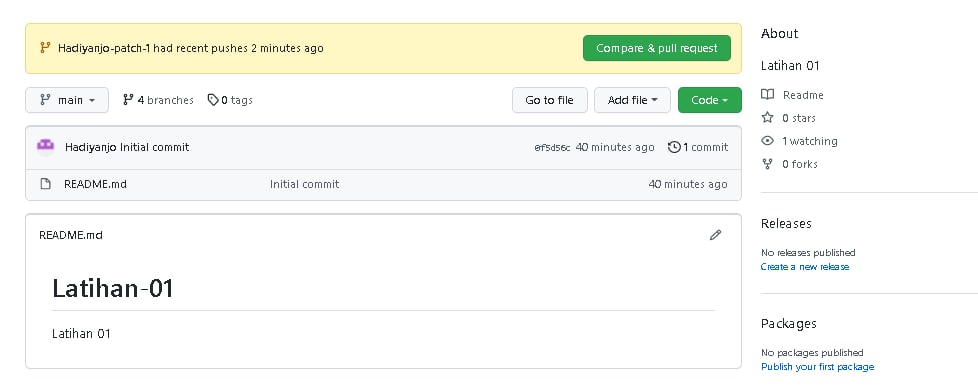 Hadiyanjo-patch-1 had recent pushes 2 minutes ago
Compare & pull request
main
4 branches
0 tags
Go to file
Add file
Code
Hadiyanjo Initial commit
40 minutes ago
1 commit
README.md
Initial commit
40 minutes ago
README.md
Latihan-01
Latihan 01
About
Latihan 01
Readme
0 stars
1 watching
0 forks
Releases
No releases published
Create a new release
Packages
No packages published
Publish your first package